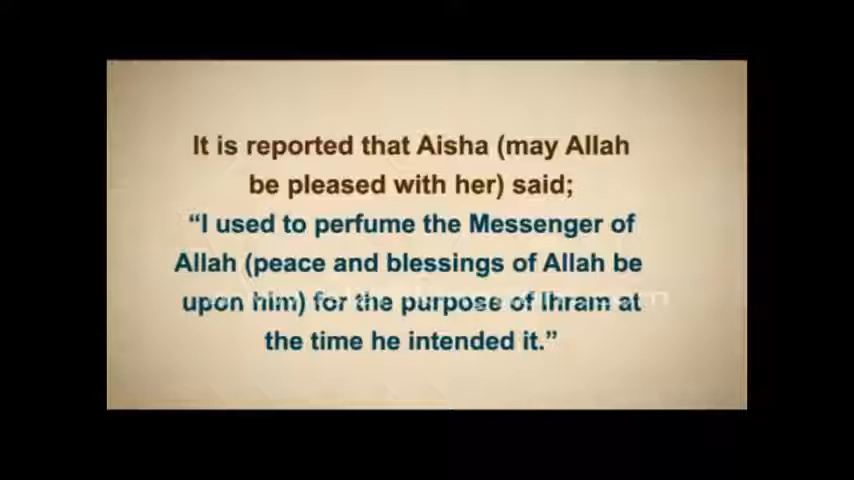 It is reported that Aisha (may Allah
be pleased with her) said;
“I used to perfume the Messenger of
Allah (peace and blessings of Allah be
upon him) for the purpose of Ihram at
the time he intended it.”